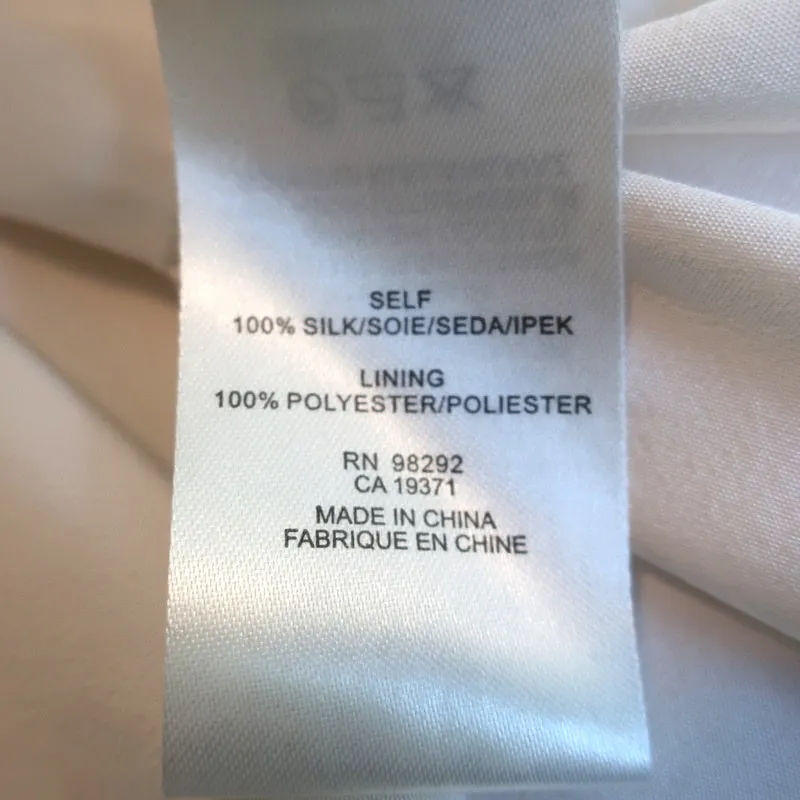 SELF
100% SILK/SOIE/SEDA/IPEK
LINING
100% POLYESTER/POLIESTER
RN 98292
CA 19371
MADE IN CHINA
FABRIQUE EN CHINE